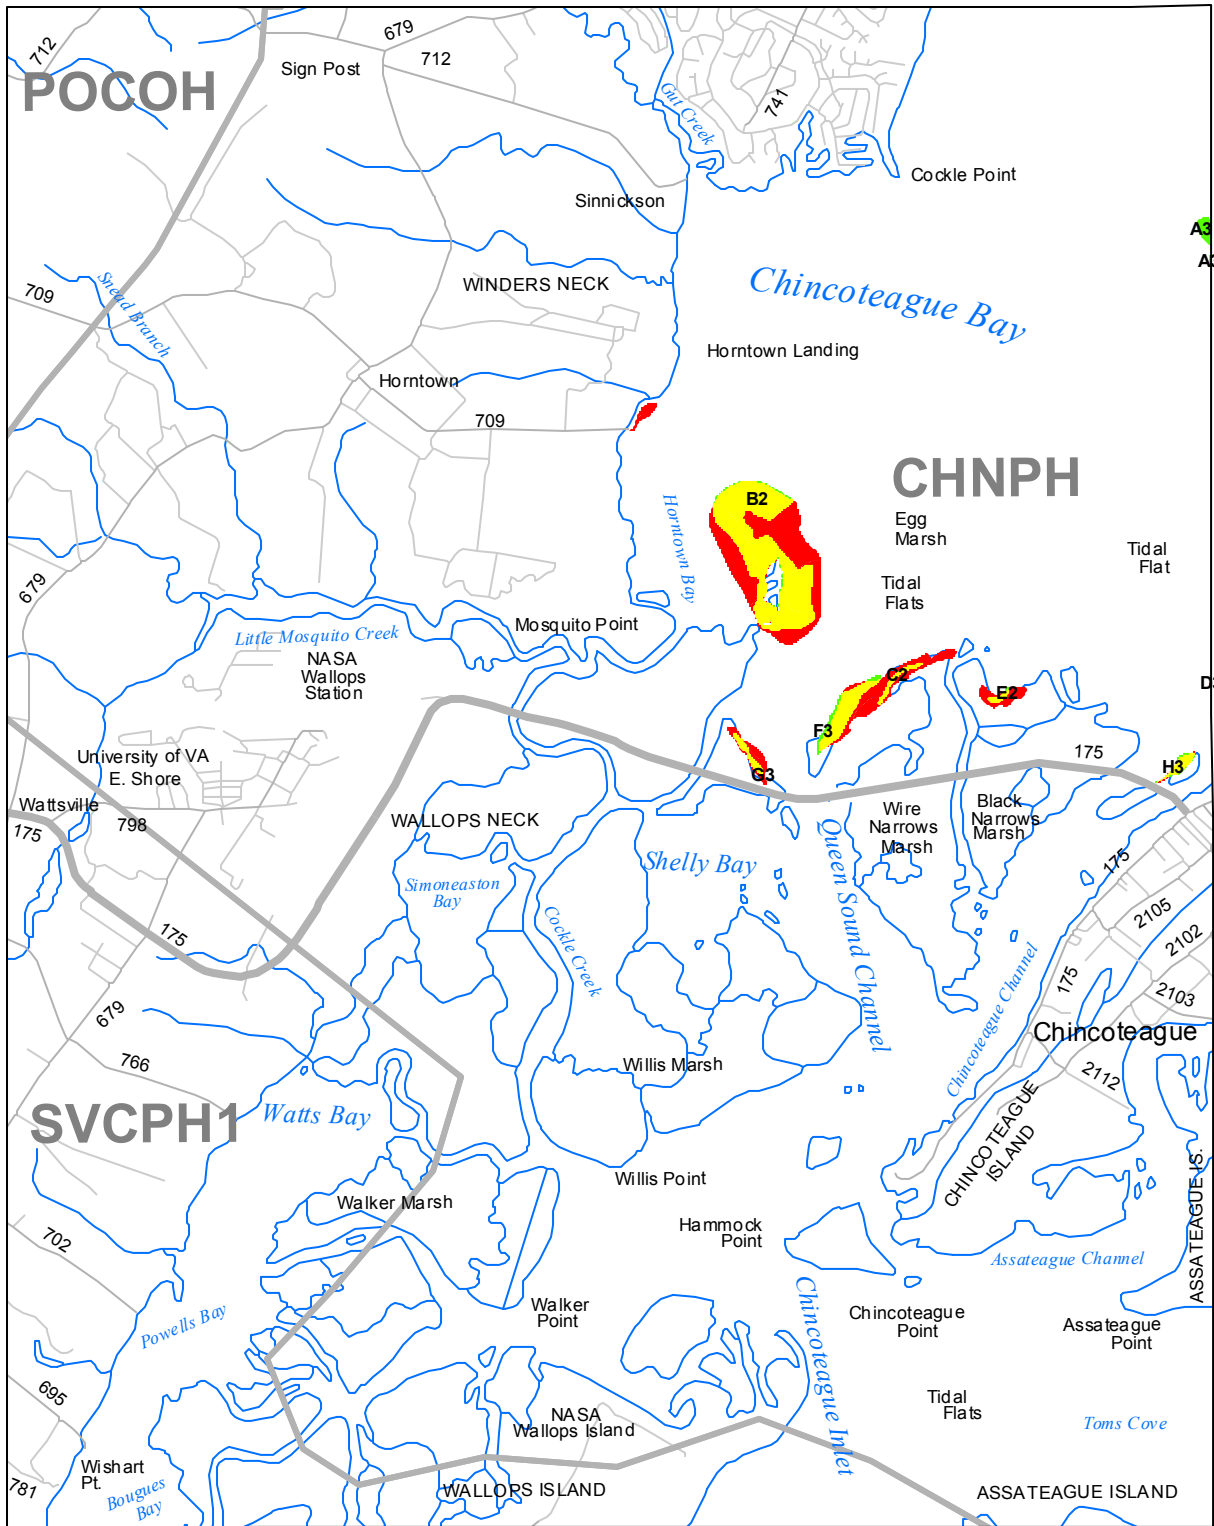 679
712
712
Sign Post
POCOH
741
Gut Creek
Cockle Point
Sinnickson
A3
Snead Branch
WINDERS NECK
Chincoteague Bay
709
Horntown Landing
Horntown
709
CHNPH
B2
Horntown Bay
Egg
Marsh
Tidal
Flat
Tidal
Flats
679
Little Mosquito Creek
Mosquito Point
NASA
Wallops
Station
C2
E2
F3
G3
H3
175
University of VA
E. Shore
Wattsville
798
175
WALLOPS NECK
Wire
Narrows
Marsh
Black
Narrows
Marsh
Shelly Bay
Queen Sound Channel
175
Simoneaston
Bay
Cockle Creek
2105
2102
175
Chincoteague Channel
175
2103
679
Chincoteague
766
Willis Marsh
2112
SVCPH1
Watts Bay
CHINCOTEAGUE
ISLAND
Willis Point
ASSATEAGUE IS.
Walker Marsh
Hammock
Point
702
Assateague Channel
Powells Bay
Walker
Point
Chincoteague Inlet
Chincoteague
Point
Assateague
Point
695
NASA
Wallops Island
Tidal
Flats
Toms Cove
Wishart
Pt.
781
Bougues
Bay
WALLOPS ISLAND
ASSATEAGUE ISLAND